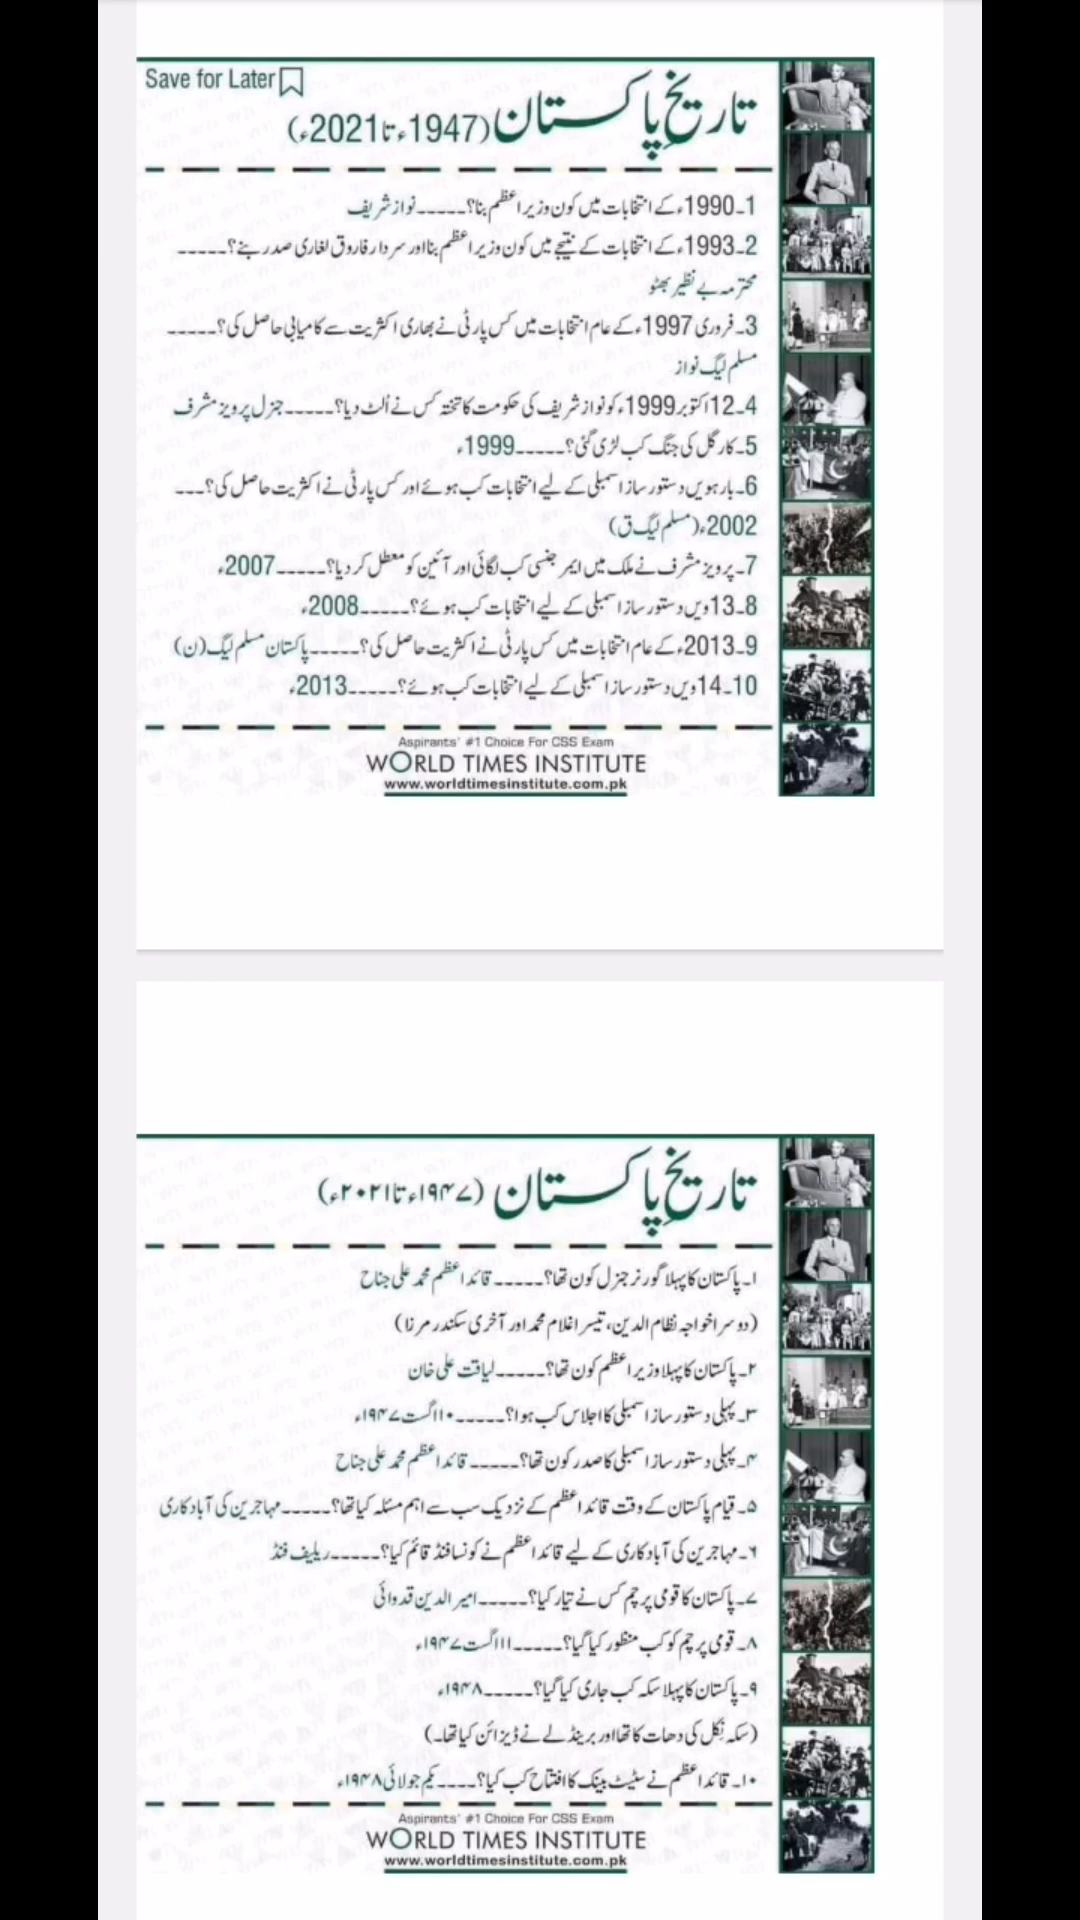 Save for Later
تاریخِ پاکستان (1947ء تا 2021ء)
1۔1990ء کے انتخابات میں کون وزیراعظم بنا؟۔۔۔۔۔نواز شریف
2۔1993ء کے انتخابات کے نتیجے میں کون وزیراعظم بنا اور سردار فاروق لغاری صدر بنے؟۔۔۔۔۔
محترمہ بے نظیر بھٹو
3۔فروری 1997ء کے عام انتخابات میں کس پارٹی نے بھاری اکثریت سے کامیابی حاصل کی؟۔۔۔۔۔
مسلم لیگ نواز
4۔12اکتوبر 1999ء کو نواز شریف کی حکومت کا تختہ کس نے اُلٹ دیا؟۔۔۔۔۔جنرل پرویز مشرف
5۔کارگل کی جنگ کب لڑی گئی؟۔۔۔۔۔1999ء
6۔بارہویں دستور ساز اسمبلی کے لیے انتخابات کب ہوئے اور کس پارٹی نے اکثریت حاصل کی؟۔۔۔
2002ء (مسلم لیگ ق)
7۔پرویز مشرف نے ملک میں ایمرجنسی کب لگائی اور آئین کو معطل کر دیا؟۔۔۔۔۔2007ء
8۔13ویں دستور ساز اسمبلی کے لیے انتخابات کب ہوئے؟۔۔۔۔۔2008ء
9۔2013ء کے عام انتخابات میں کس پارٹی نے اکثریت حاصل کی؟۔۔۔۔۔پاکستان مسلم لیگ (ن)
10۔14ویں دستور ساز اسمبلی کے لیے انتخابات کب ہوئے؟۔۔۔۔۔2013ء
Aspirants' #1 Choice For CSS Exam
WORLD TIMES INSTITUTE
www.worldtimesinstitute.com.pk
تاریخِ پاکستان (۱۹۴۷ء تا ۲۰۲۱ء)
۱۔پاکستان کا پہلا گورنر جنرل کون تھا؟۔۔۔۔۔ قائداعظم محمد علی جناح
(دوسرا خواجہ نظام الدین، تیسرا غلام محمد اور آخری سکندر مرزا)
۲۔پاکستان کا پہلا وزیراعظم کون تھا؟۔۔۔۔۔لیاقت علی خان
۳۔پہلی دستور ساز اسمبلی کا اجلاس کب ہوا؟۔۔۔۔۔۱۰اگست ۱۹۴۷ء
۴۔پہلی دستور ساز اسمبلی کا صدر کون تھا؟۔۔۔۔۔ قائداعظم محمد علی جناح
۵۔قیام پاکستان کے وقت قائداعظم کے نزدیک سب سے اہم مسئلہ کیا تھا؟۔۔۔۔۔مہاجرین کی آبادکاری
۶۔مہاجرین کی آبادکاری کے لیے قائداعظم نے کونسا فنڈ قائم کیا؟۔۔۔۔۔ریلیف فنڈ
۷۔پاکستان کا قومی پرچم کس نے تیار کیا؟۔۔۔۔۔امیر الدین قدوائی
۸۔قومی پرچم کو کب منظور کیا گیا؟۔۔۔۔۔۱۱اگست ۱۹۴۷ء
۹۔پاکستان کا پہلا سکہ کب جاری کیا گیا؟۔۔۔۔۔۱۹۴۸ء
(سکہ نِکل کی دھات کا تھا اور برینڈلے نے ڈیزائن کیا تھا۔)
۱۰۔قائداعظم نے سٹیٹ بینک کا افتتاح کب کیا؟۔۔۔۔یکم جولائی ۱۹۴۸ء
Aspirants' #1 Choice For CSS Exam
WORLD TIMES INSTITUTE
www.worldtimesinstitute.com.pk